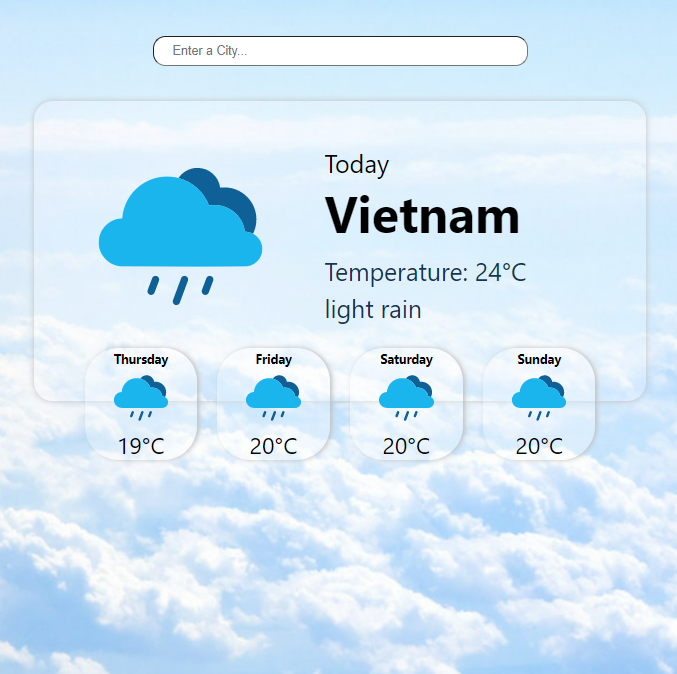 Enter a City...
Today
Vietnam
Temperature: 24°C
light rain
Thursday
Friday
Saturday
Sunday
19°C
20°C
20°C
20°C